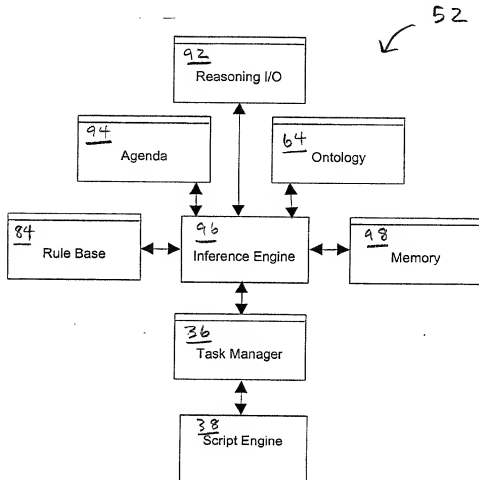 52
92
Reasoning I/O
94
Agenda
64
Ontology
84
Rule Base
96
Inference Engine
98
Memory
36
Task Manager
38
Script Engine